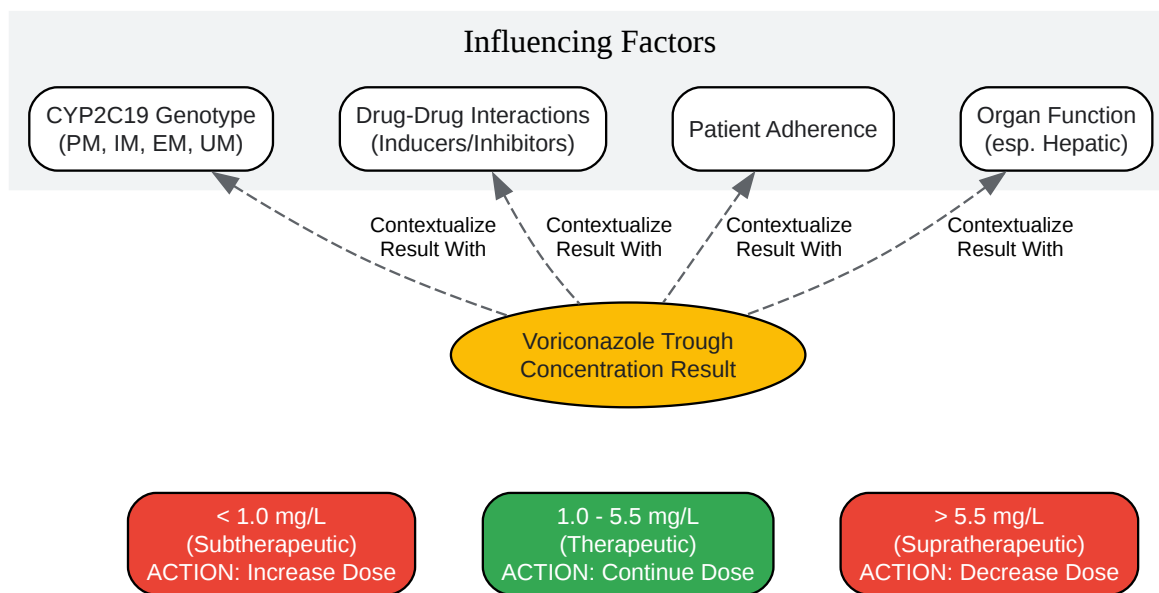 Influencing Factors
CYP2C19 Genotype
(PM, IM, EM, UM)
Drug-Drug Interactions
(Inducers/Inhibitors)
Patient Adherence
Organ Function
(esp. Hepatic)
Contextualize
Result With
Contextualize
Result With
Contextualize
Result With
Contextualize
Result With
Voriconazole Trough
Concentration Result
< 1.0 mg/L
(Subtherapeutic)
ACTION: Increase Dose
1.0 - 5.5 mg/L
(Therapeutic)
ACTION: Continue Dose
> 5.5 mg/L
(Supratherapeutic)
ACTION: Decrease Dose